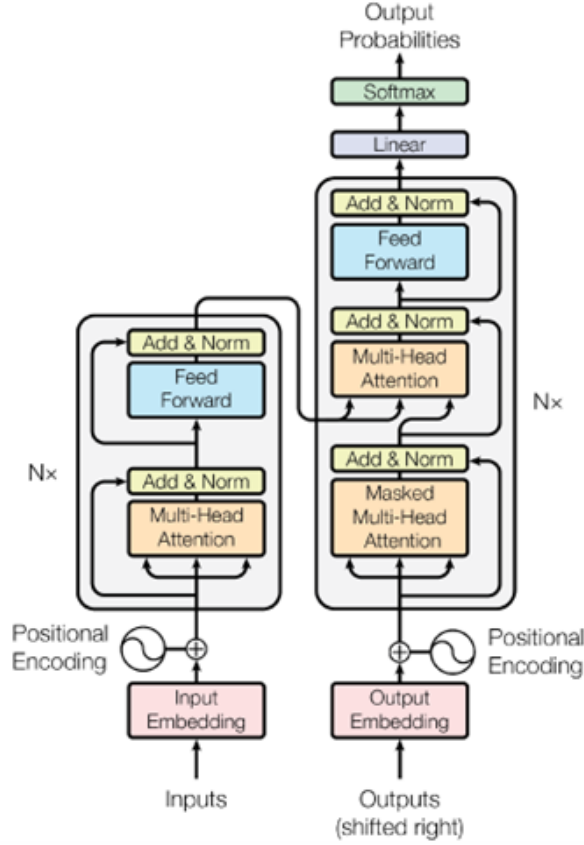 Output
Probabilities
Softmax
Linear
Add & Norm
Feed
Forward
Add & Norm
Multi-Head
Attention
Add & Norm
Masked
Multi-Head
Attention
N×
Add & Norm
Feed
Forward
Add & Norm
Multi-Head
Attention
N×
Positional
Encoding
Positional
Encoding
Input
Embedding
Output
Embedding
Inputs
Outputs
(shifted right)